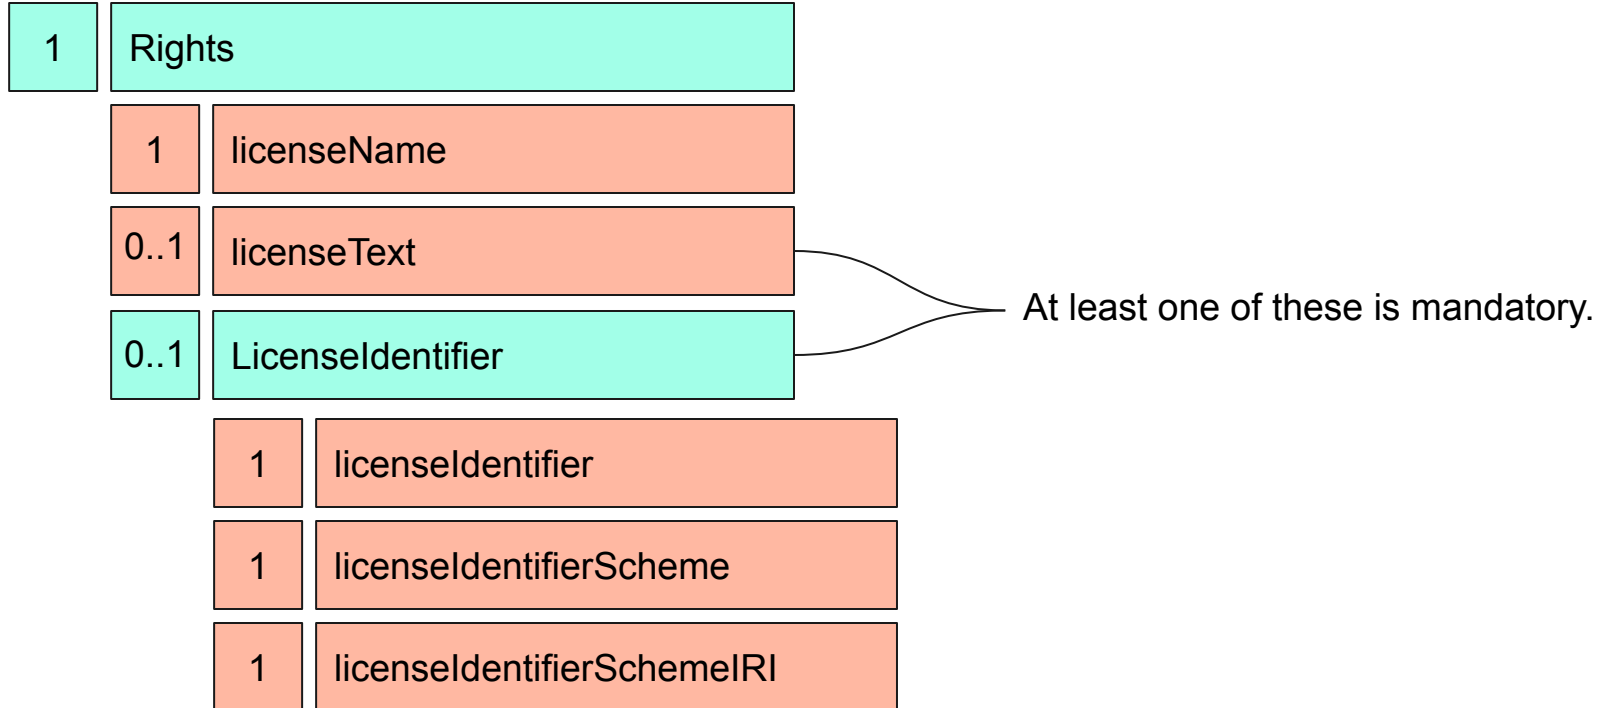 1 Rights
1 licenseName
0..1 licenseText
At least one of these is mandatory.
0..1 LicenseIdentifier
1 licenseIdentifier
1 licenseIdentifierScheme
1 licenseIdentifierSchemeIRI